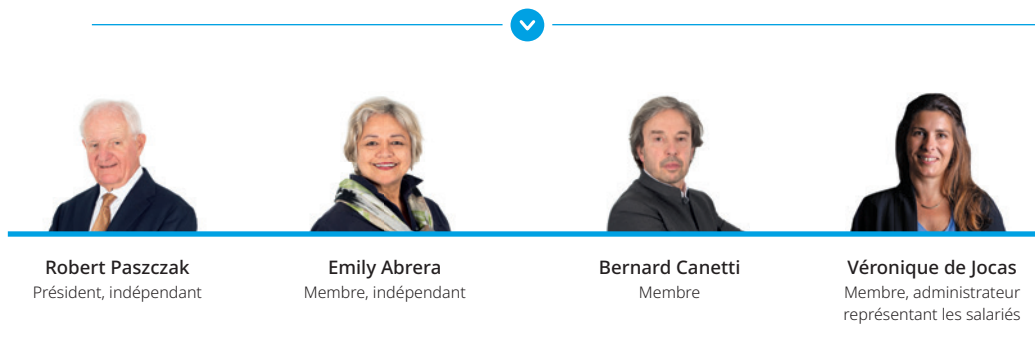 Robert Paszczak
Président, indépendant
Emily Abrera
Membre, indépendant
Bernard Canetti
Membre
Véronique de Jocas
Membre, administrateur
représentant les salariés